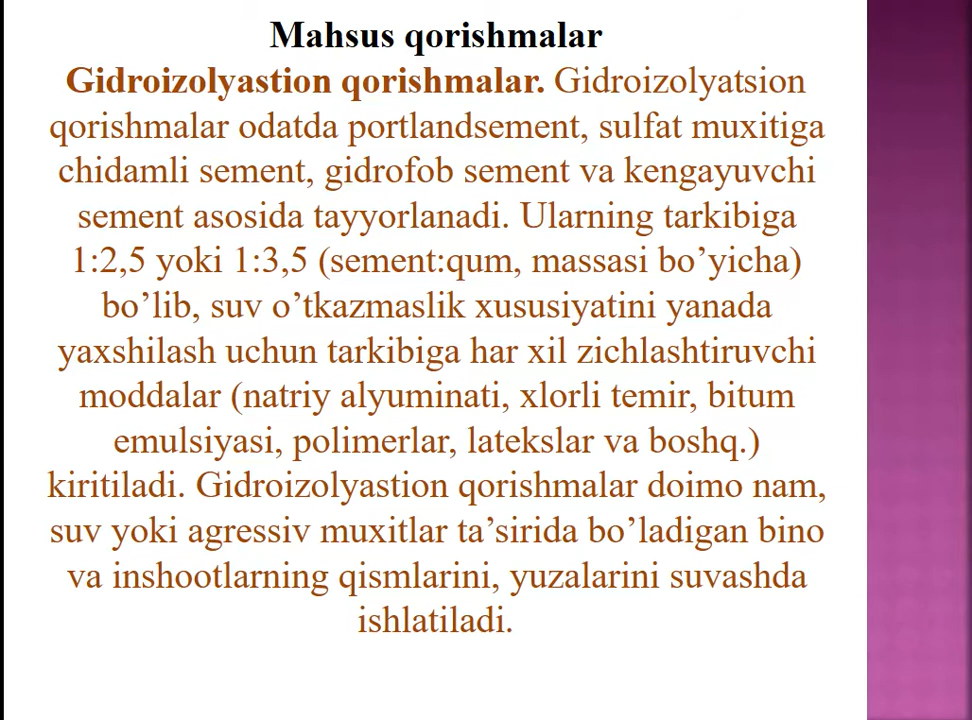 Mahsus qorishmalar
Gidroizolyastion qorishmalar. Gidroizolyatsion
qorishmalar odatda portlandsement, sulfat muxitiga
chidamli sement, gidrofob sement va kengayuvchi
sement asosida tayyorlanadi. Ularning tarkibiga
1:2,5 yoki 1:3,5 (sement:qum, massasi bo’yicha)
bo’lib, suv o’tkazmaslik xususiyatini yanada
yaxshilash uchun tarkibiga har xil zichlashtiruvchi
moddalar (natriy alyuminati, xlorli temir, bitum
emulsiyasi, polimerlar, latekslar va boshq.)
kiritiladi. Gidroizolyastion qorishmalar doimo nam,
suv yoki agressiv muxitlar ta’sirida bo’ladigan bino
va inshootlarning qismlarini, yuzalarini suvashda
ishlatiladi.